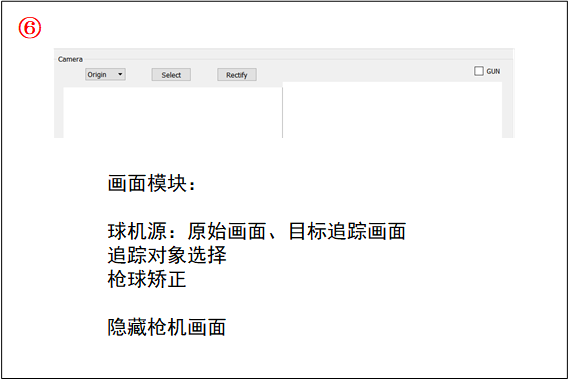 ⑥
Camera
Origin Select Rectify GUN
画面模块：
球机源：原始画面、目标追踪画面
追踪对象选择
枪球矫正
隐藏枪机画面